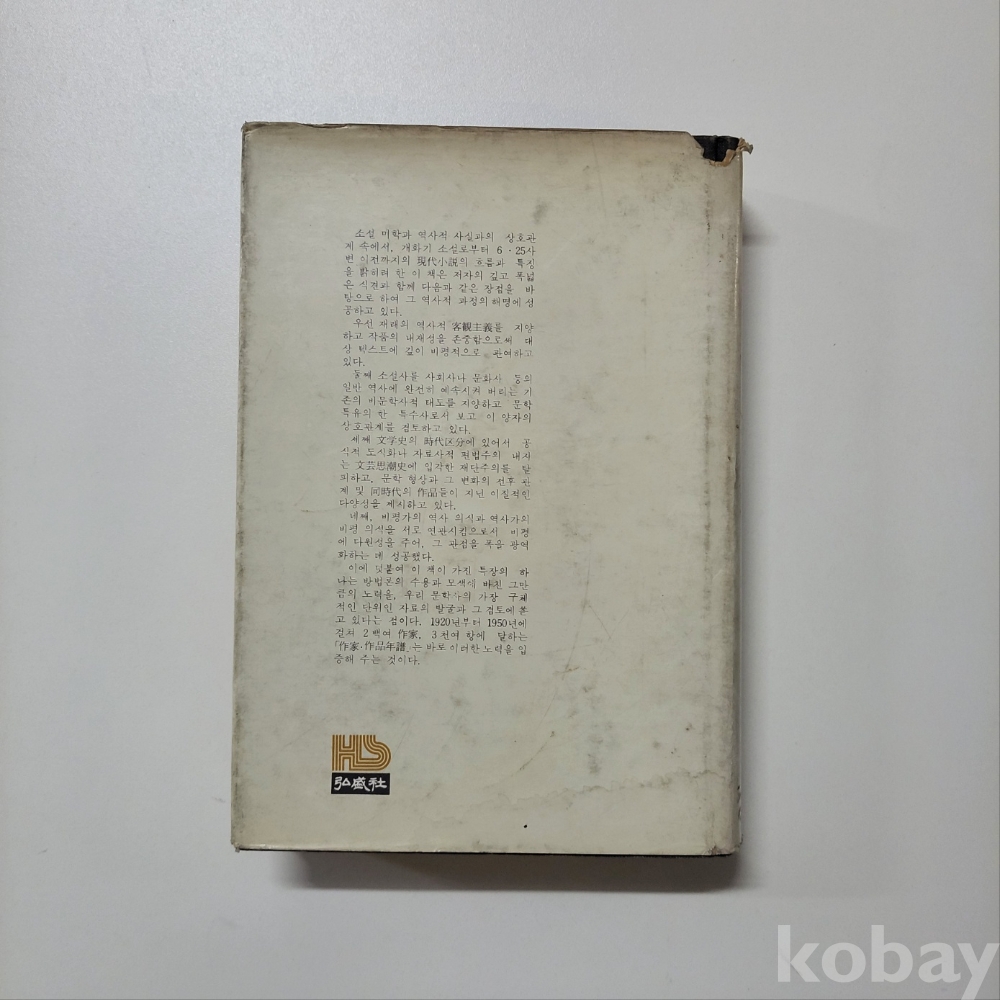 소설 미학과 역사적 사실과의 상호관
계 속에서, 개화기 소설로부터 6·25사
변 이전까지의 現代小説의 흐름과 특징
을 밝히려 한 이 책은 저자의 깊고 폭넓
은 식견과 함께 다음과 같은 장점을 바
탕으로 하여 그 역사적 과정의 해명에 성
공하고 있다.
우선 재래의 역사적 客観主義를 지양
하고 작품의 내재성을 존중함으로써 대
상 텍스트에 깊이 비평적으로 관여하고
있다.
둘째 소설사를 사회사나 문화사 등의
일반 역사에 완전히 예속시켜 버리는 기
존의 비문학사적 태도를 지양하고 문학
특유의 한 특수사로서 보고 이 양자의
상호관계를 검토하고 있다.
세째 文学史의 時代区分에 있어서 공
식적 도식화나 자료사적 편법주의 내지
는 文芸思潮史에 입각한 재단주의를 탈
피하고, 문학 형상과 그 변화의 전후 관
계 및 同時代의 作品들이 지닌 이질적인
다양성을 제시하고 있다.
네째, 비평가의 역사 의식과 역사가의
비평 의식을 서로 연관시킴으로서 비평
에 다원성을 주어, 그 관점을 폭을 광역
화하는 데 성공했다.
이에 덧붙여 이 책이 가진 특장의 하
나는 방법론의 수용과 모색에 바친 그만
큼의 노력을, 우리 문학사의 가장 구체
적인 단위인 자료의 발굴과 그 검토에 쏟
고 있다는 점이다. 1920년부터 1950년에
걸쳐 2백여 作家, 3천여 항에 달하는
「作家·作品年譜」는 바로 이러한 노력을 입
증해 주는 것이다.
HS
弘盛社
kobay